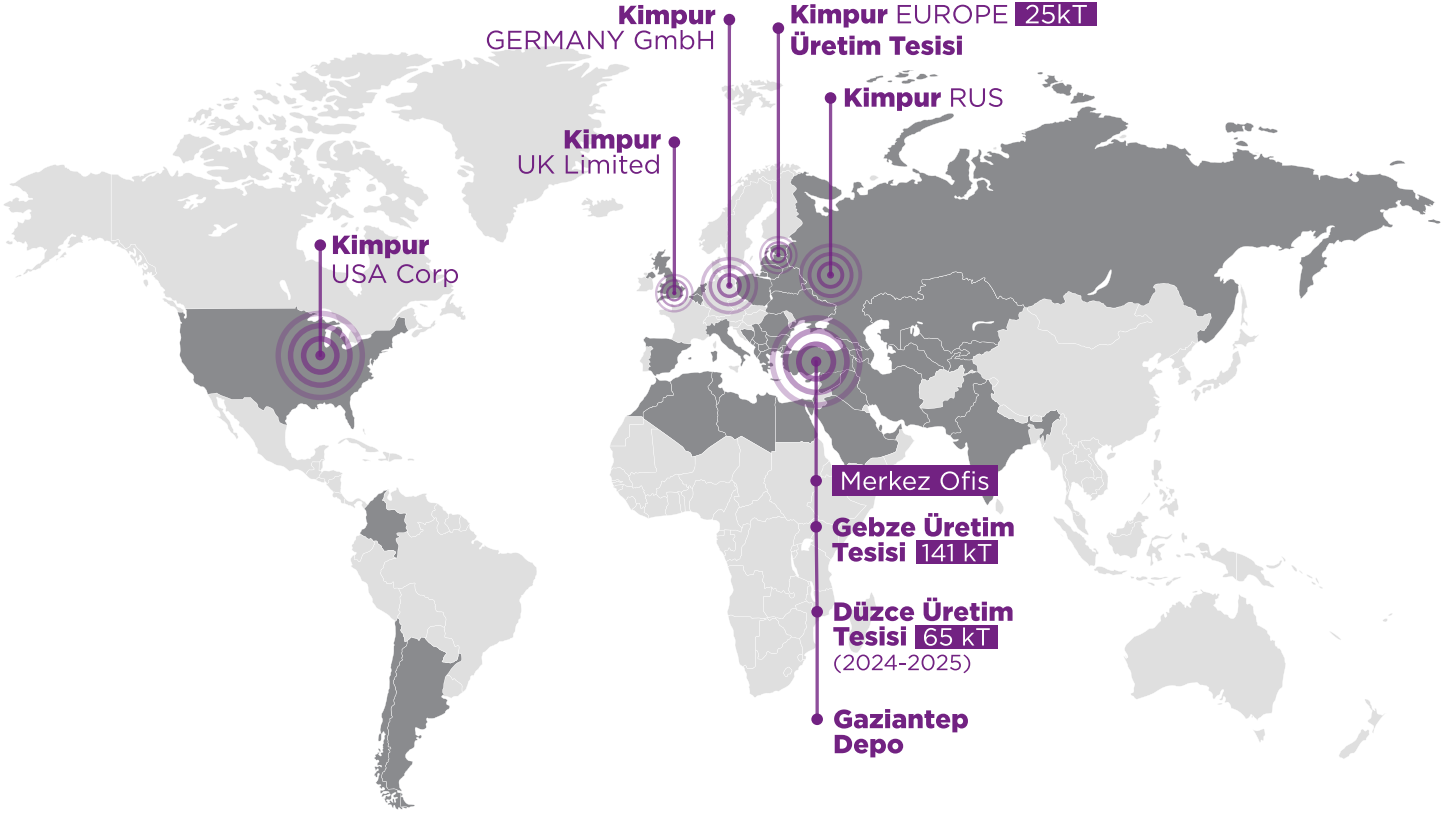 Kimpur
GERMANY GmbH
Kimpur EUROPE 25kT
Üretim Tesisi
Kimpur RUS
Kimpur
UK Limited
Kimpur
USA Corp
Merkez Ofis
Gebze Üretim
Tesisi 141 kT
Düzce Üretim
Tesisi 65 kT
(2024-2025)
Gaziantep
Depo